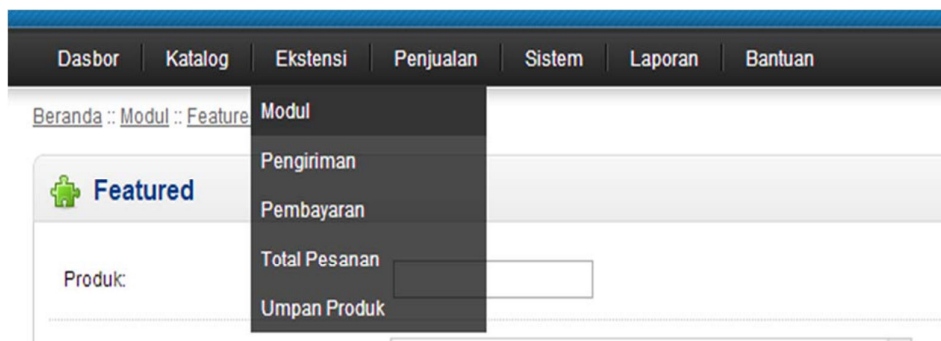 Dasbor Katalog Ekstensi Penjualan Sistem Laporan Bantuan
Beranda :: Modul :: Feature
Modul
Pengiriman
Featured
Pembayaran
Total Pesanan
Produk:
Umpan Produk